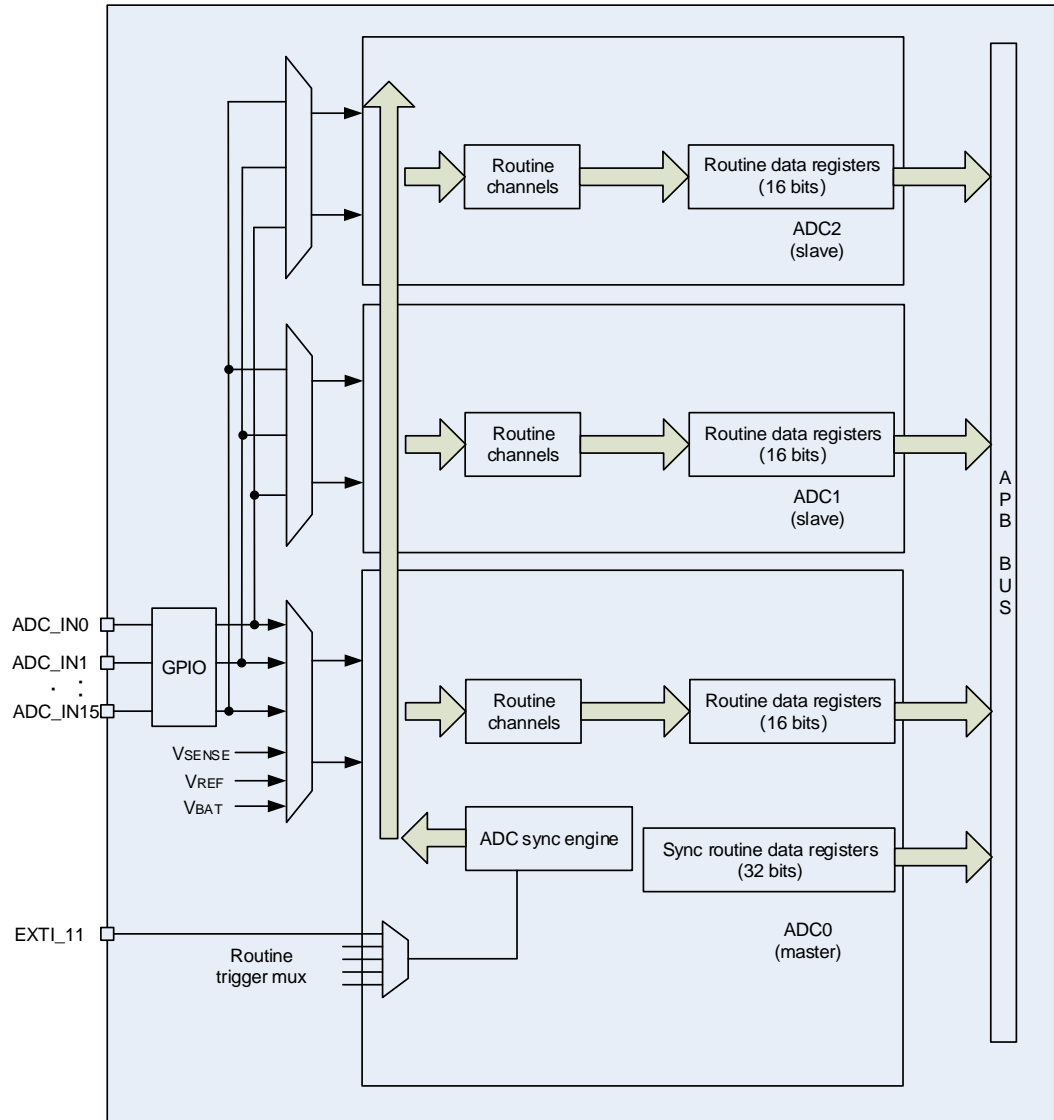 Routine
channels
Routine data registers
(16 bits)
ADC2
(slave)
Routine
channels
Routine data registers
(16 bits)
ADC1
(slave)
A
P
B
B
U
S
ADC_IN0
ADC_IN1
ADC_IN15
GPIO
VSENSE
VREF
VBAT
Routine
channels
Routine data registers
(16 bits)
ADC sync engine
Sync routine data registers
(32 bits)
EXTI_11
Routine
trigger mux
ADC0
(master)